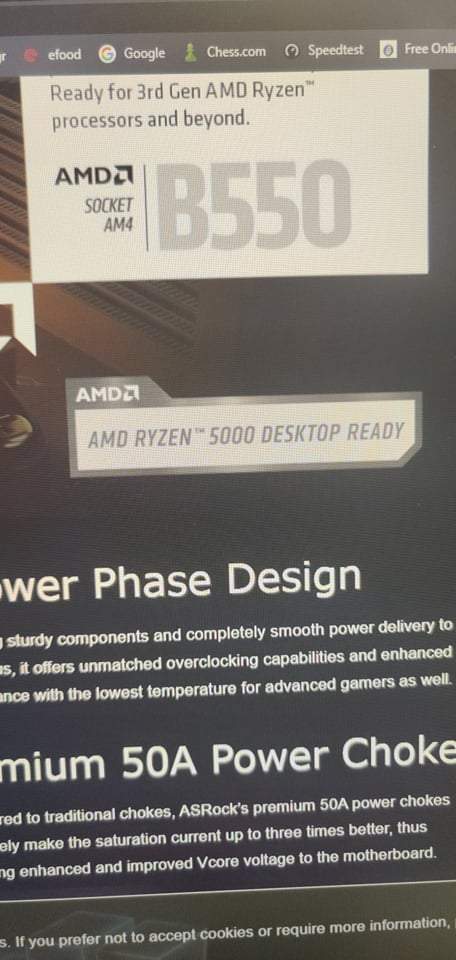 efood Google Chess.com Speedtest Free
Ready for 3rd Gen AMD Ryzen™
processors and beyond.
AMD
SOCKET
AM4
B550
AMD
AMD RYZEN™ 5000 DESKTOP READY
ower Phase Design
sturdy components and completely smooth power delivery to
us, it offers unmatched overclocking capabilities and enhanced
ance with the lowest temperature for advanced gamers as well.
mium 50A Power Choke
red to traditional chokes, ASRock's premium 50A power chokes
ely make the saturation current up to three times better, thus
ng enhanced and improved Vcore voltage to the motherboard.
s. If you prefer not to accept cookies or require more information,